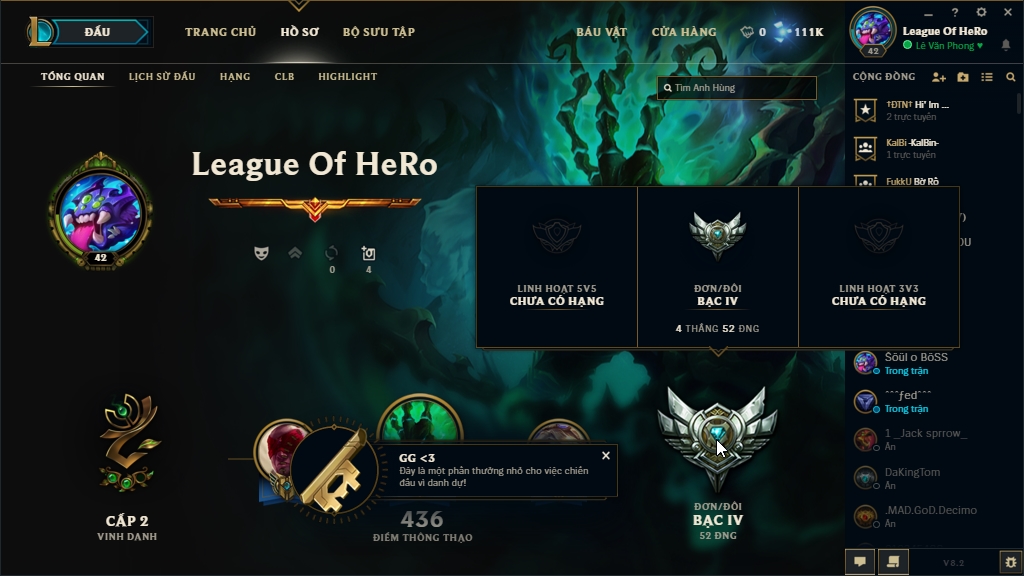 ĐẤU
TRANG CHỦ
HỒ SƠ
BỘ SƯU TẬP
BÁU VẬT
CỬA HÀNG
0
111K
42
League Of HeRo
Lê Văn Phong ♥
TỔNG QUAN
LỊCH SỬ ĐẤU
HẠNG
CLB
HIGHLIGHT
Tìm Anh Hùng
CỘNG ĐỒNG
†ĐTN† Hi' Im ...
2 trực tuyến
KalBi -KalBin-
1 trực tuyến
FukkU Bờ Rồ
League Of HeRo
42
0
4
LINH HOẠT 5V5
CHƯA CÓ HẠNG
ĐƠN/ĐÔI
BẠC IV
4 THẮNG 52 ĐNG
LINH HOẠT 3V3
CHƯA CÓ HẠNG
OU
Sôül o BôSS
Trong trận
^^^ƒed^^^
Trong trận
1 _Jack sprrow_
Ẩn
DaKingTom
Ẩn
.MAD.GoD.Decimo
Ẩn
GG <3
Đây là một phần thưởng nhỏ cho việc chiến
đấu vì danh dự!
CẤP 2
VINH DANH
436
ĐIỂM THÔNG THẠO
ĐƠN/ĐÔI
BẠC IV
52 ĐNG
V8.2